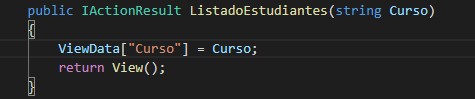 public IActionResult ListadoEstudiantes(string Curso)
{
ViewData["Curso"] = Curso;
return View();
}